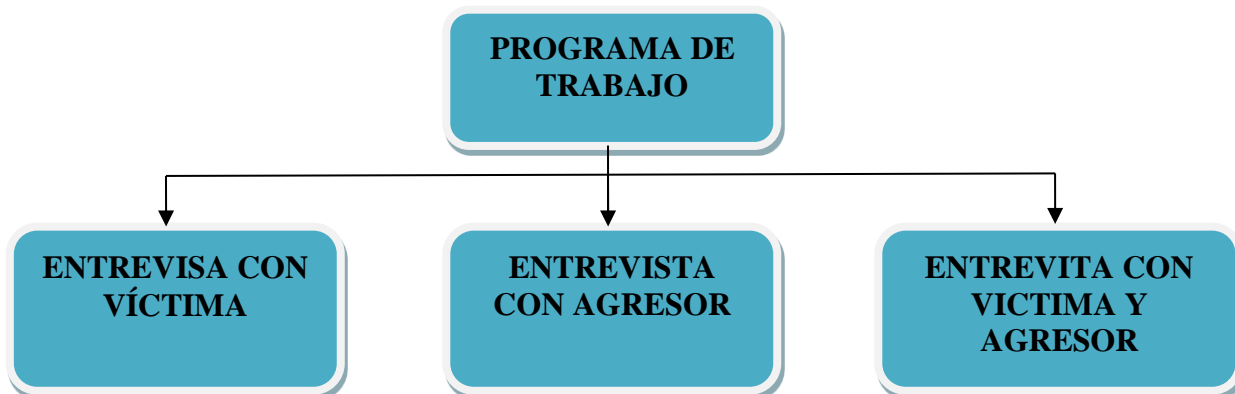 PROGRAMA DE
TRABAJO
ENTREVISA CON
VÍCTIMA
ENTREVISTA
CON AGRESOR
ENTREVITA CON
VICTIMA Y
AGRESOR